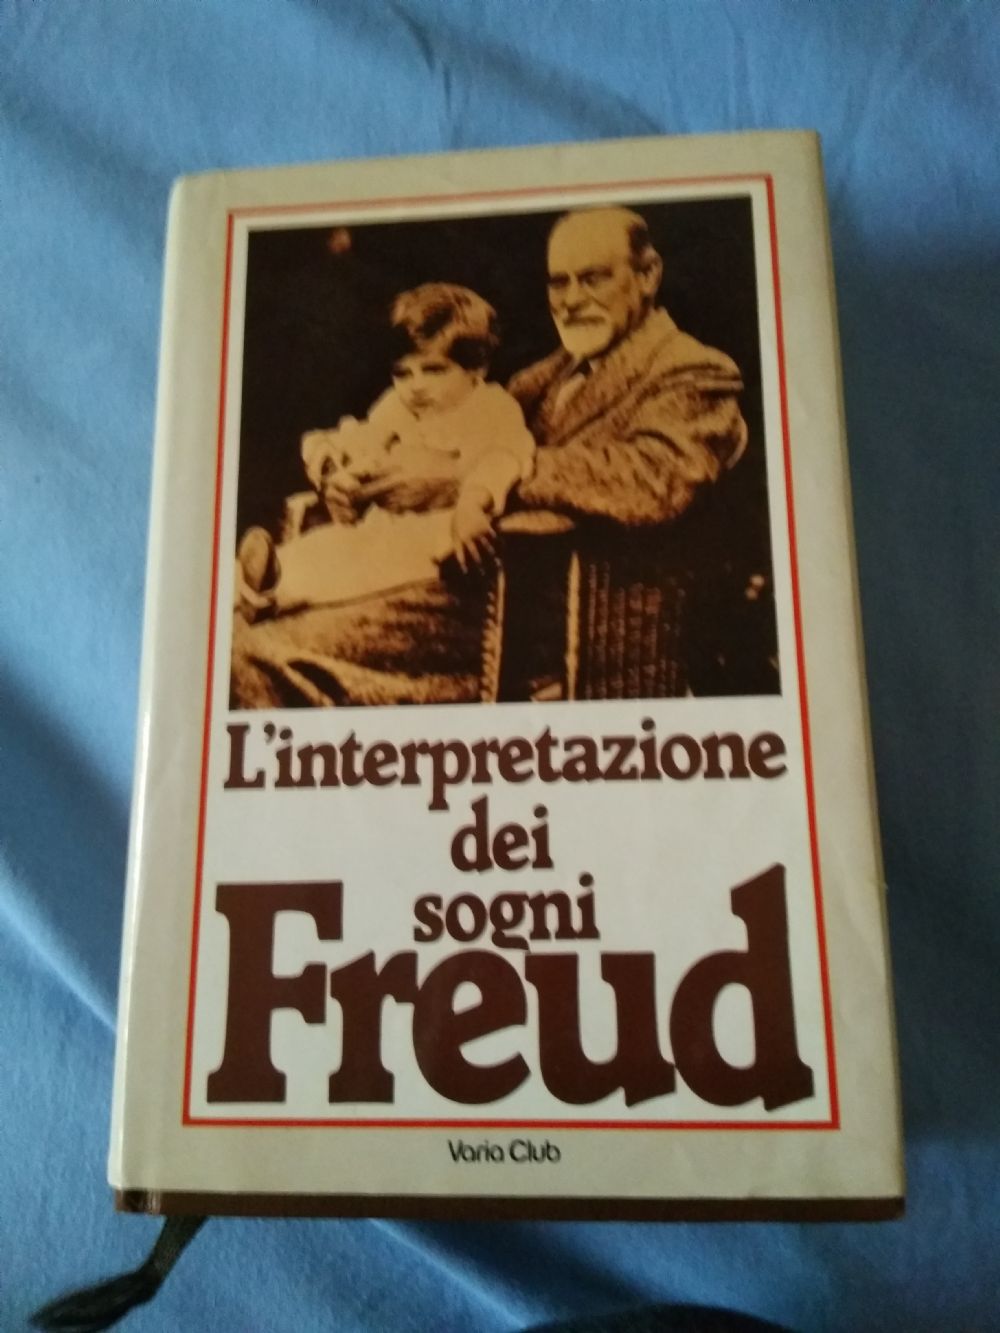 L'interpretazione
dei
sogni
Freud
Varia Club